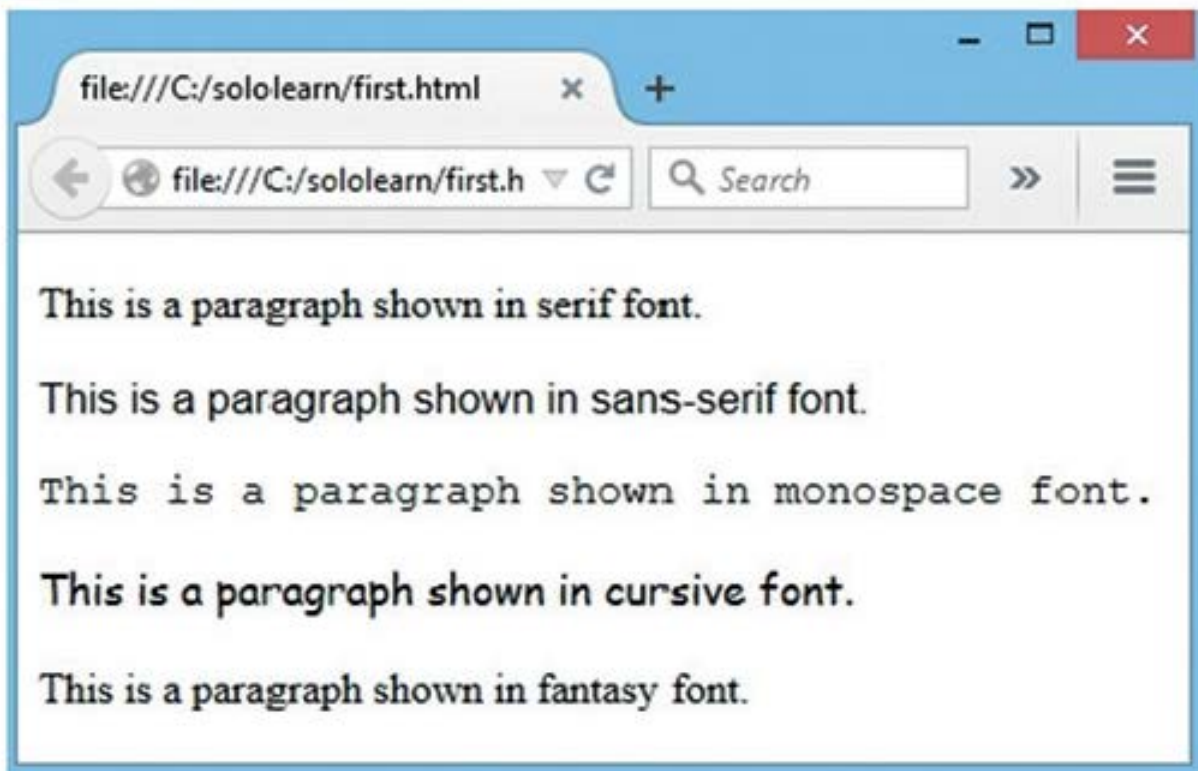 file:///C:/sololearn/first.html
file:///C:/sololearn/first.h
Search
This is a paragraph shown in serif font.
This is a paragraph shown in sans-serif font.
This is a paragraph shown in monospace font.
This is a paragraph shown in cursive font.
This is a paragraph shown in fantasy font.